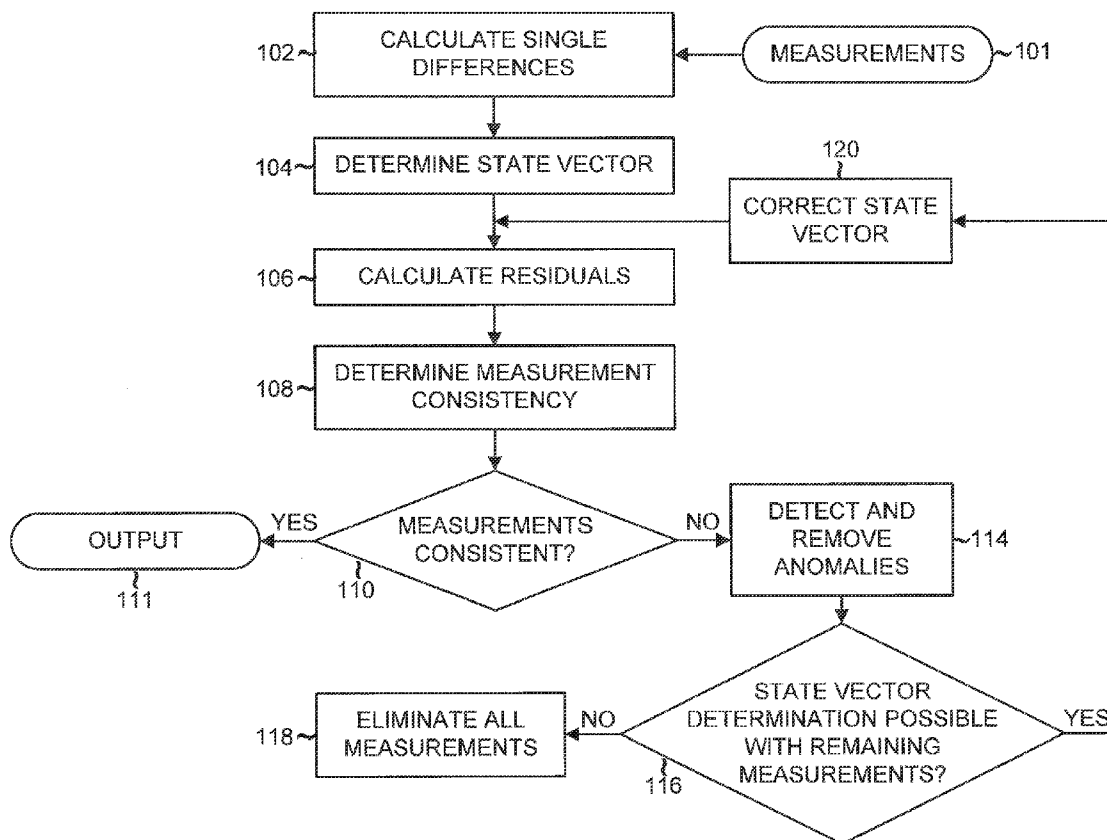 CALCULATE SINGLE
DIFFERENCES
102
MEASUREMENTS
101
DETERMINE STATE VECTOR
104
120
CORRECT STATE
VECTOR
CALCULATE RESIDUALS
106
DETERMINE MEASUREMENT
CONSISTENCY
108
MEASUREMENTS
CONSISTENT?
110
YES
NO
OUTPUT
111
DETECT AND
REMOVE
ANOMALIES
114
STATE VECTOR
DETERMINATION POSSIBLE
WITH REMAINING
MEASUREMENTS?
116
YES
NO
ELIMINATE ALL
MEASUREMENTS
118